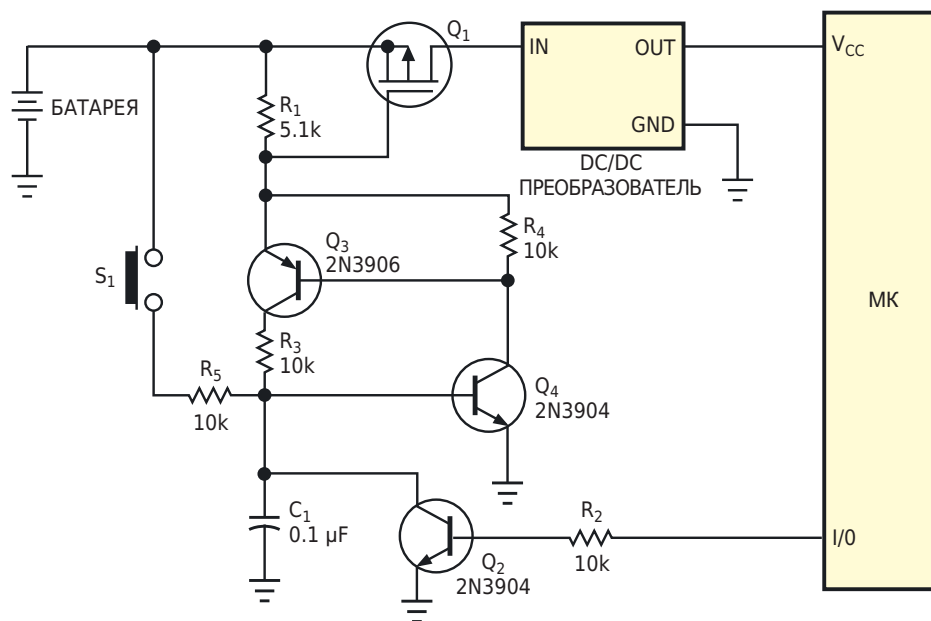 Q1
IN
OUT
VCC
БАТАРЕЯ
R1
5.1k
GND
DC/DC
ПРЕОБРАЗОВАТЕЛЬ
R4
10k
Q3
2N3906
S1
МК
R3
10k
R5
10k
Q4
2N3904
C1
0.1 µF
R2
10k
I/0
Q2
2N3904